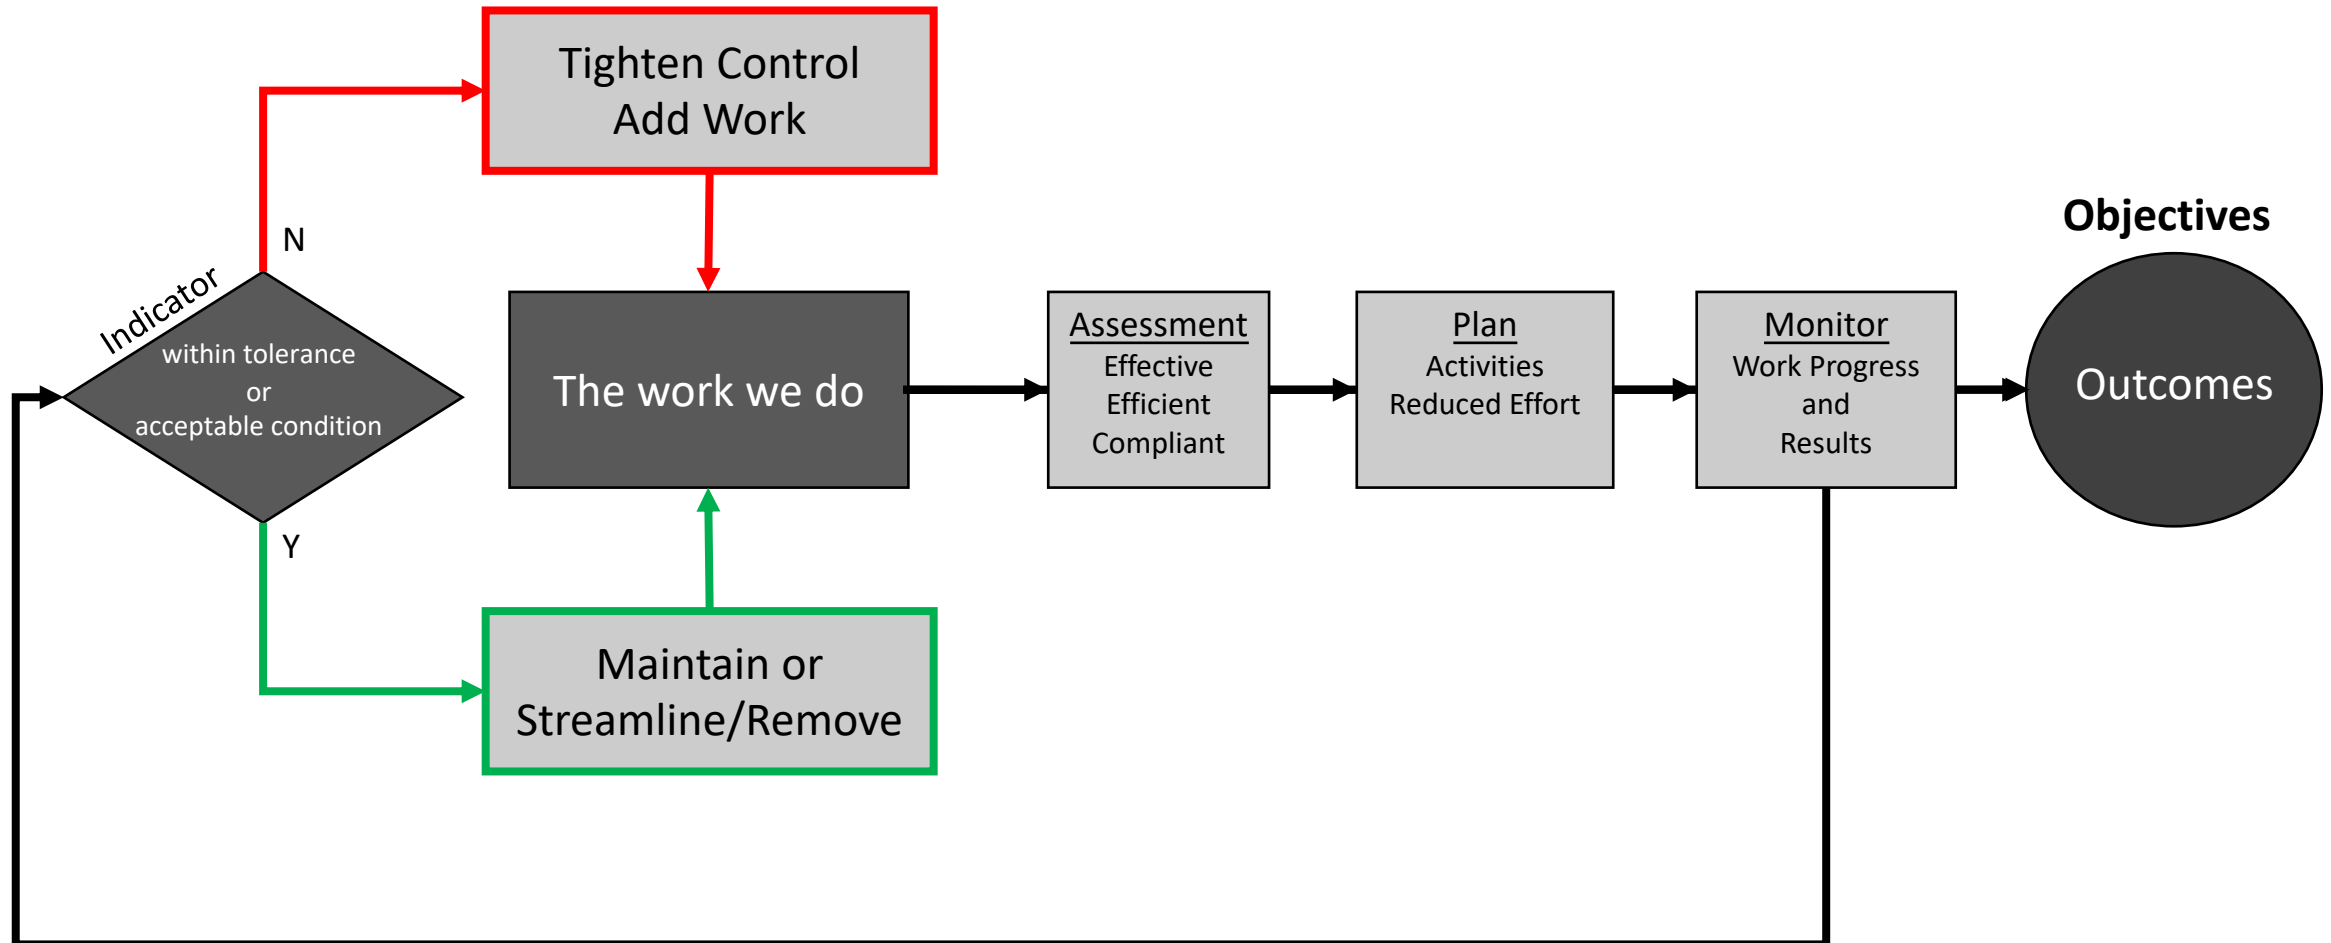 Tighten Control
Add Work
N
Indicator
within tolerance
or
acceptable condition
Y
Maintain or
Streamline/Remove
The work we do
Assessment
Effective
Efficient
Compliant
Plan
Activities
Reduced Effort
Monitor
Work Progress
and
Results
Objectives
Outcomes